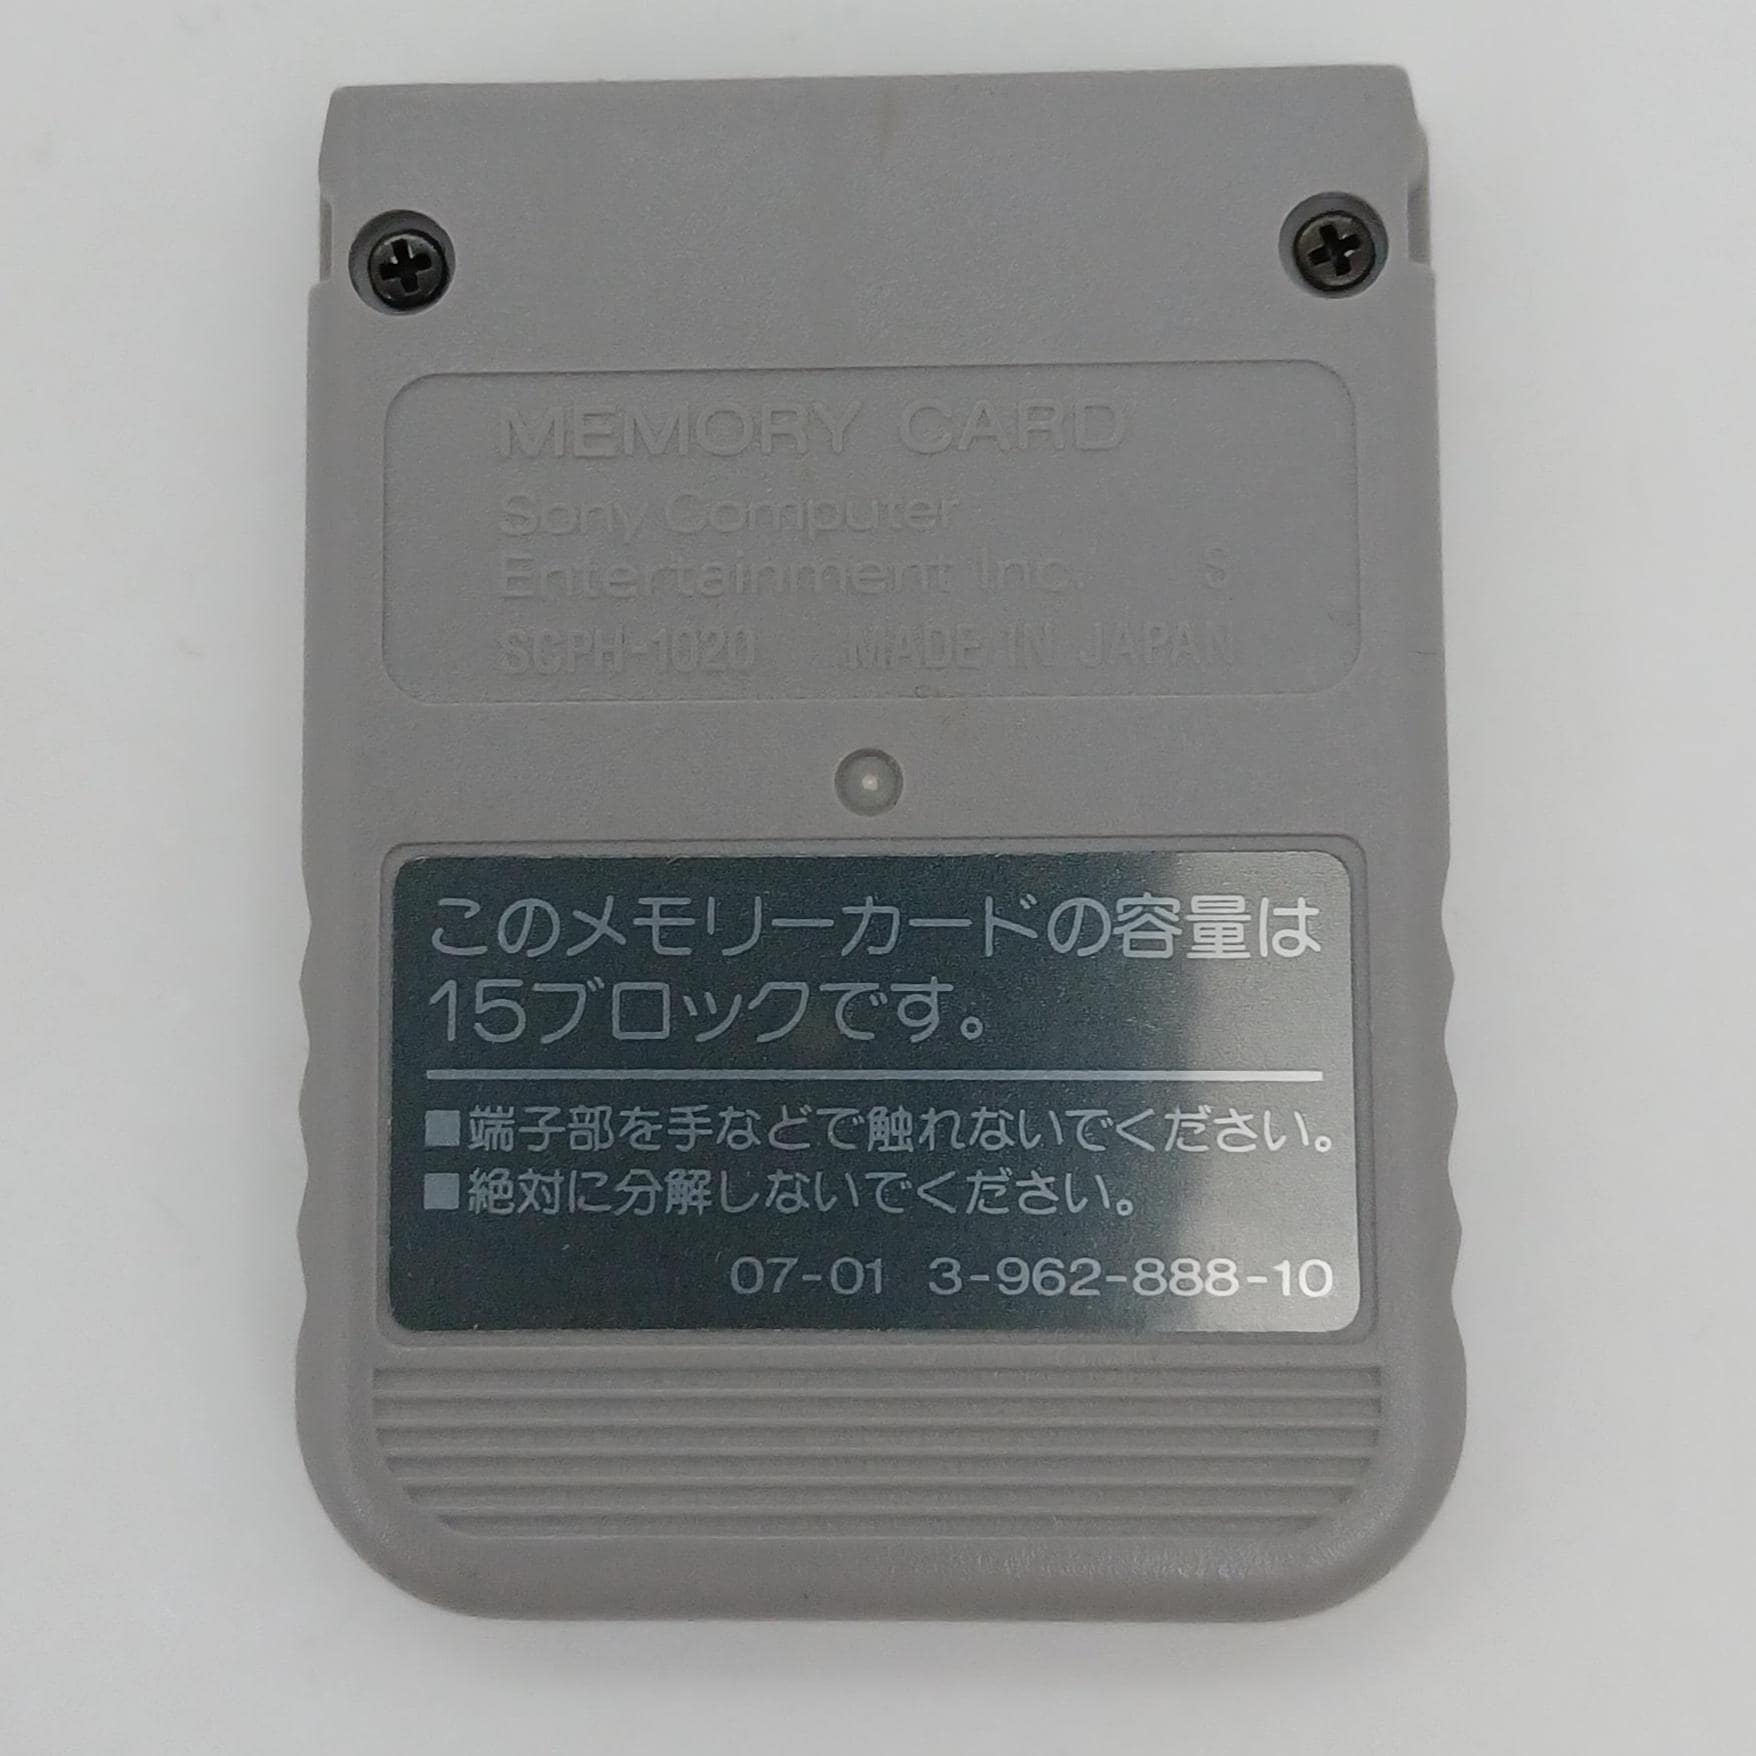 MEMORY CARD
Sony Computer
Entertainment Inc. S
SCPH-1020 MADE IN JAPAN
このメモリーカードの容量は
15ブロックです。
■端子部を手などで触れないでください。
■絶対に分解しないでください。
07-01 3-962-888-10